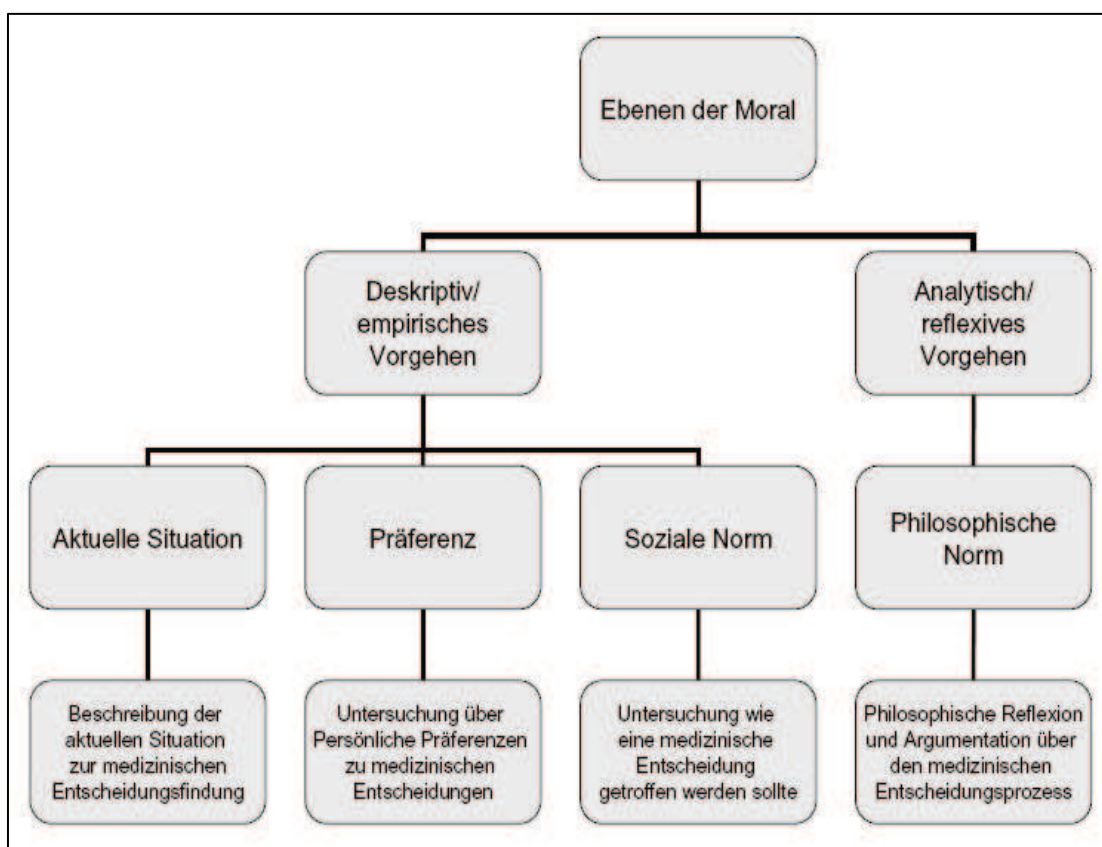 Ebenen der Moral
Deskriptiv/
empirisches
Vorgehen
Analytisch/
reflexives
Vorgehen
Aktuelle Situation
Präferenz
Soziale Norm
Philosophische
Norm
Beschreibung der
aktuellen Situation
zur medizinischen
Entscheidungsfindung
Untersuchung über
Persönliche Präferenzen
zu medizinischen
Entscheidungen
Untersuchung wie
eine medizinische
Entscheidung
getroffen werden sollte
Philosophische Reflexion
und Argumentation über
den medizinischen
Entscheidungsprozess